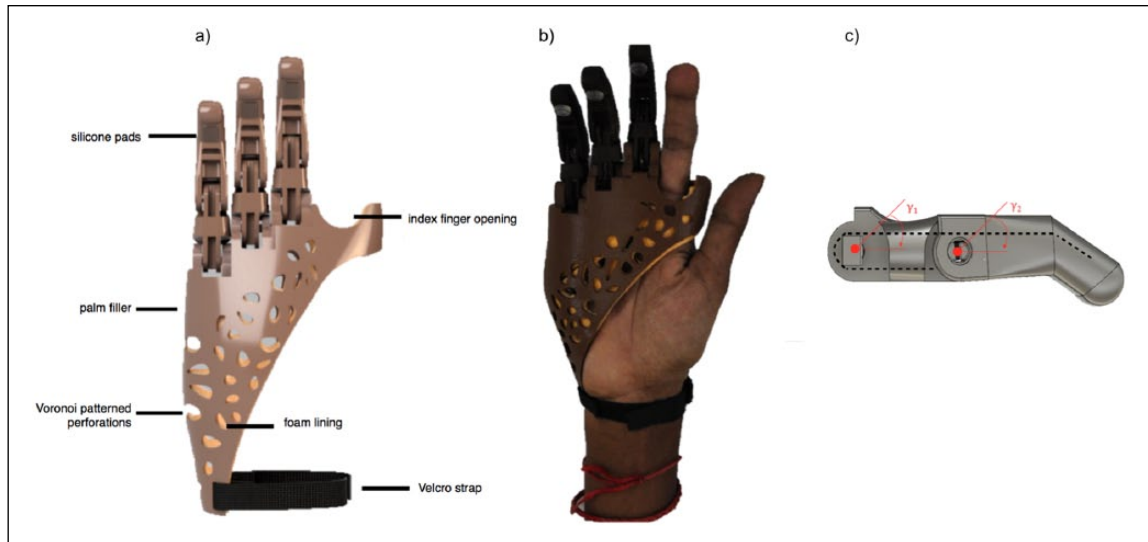 a)
b)
c)
silicone pads
index finger opening
palm filler
Voronoi patterned
perforations
foam lining
Velcro strap
γ₁
γ₂